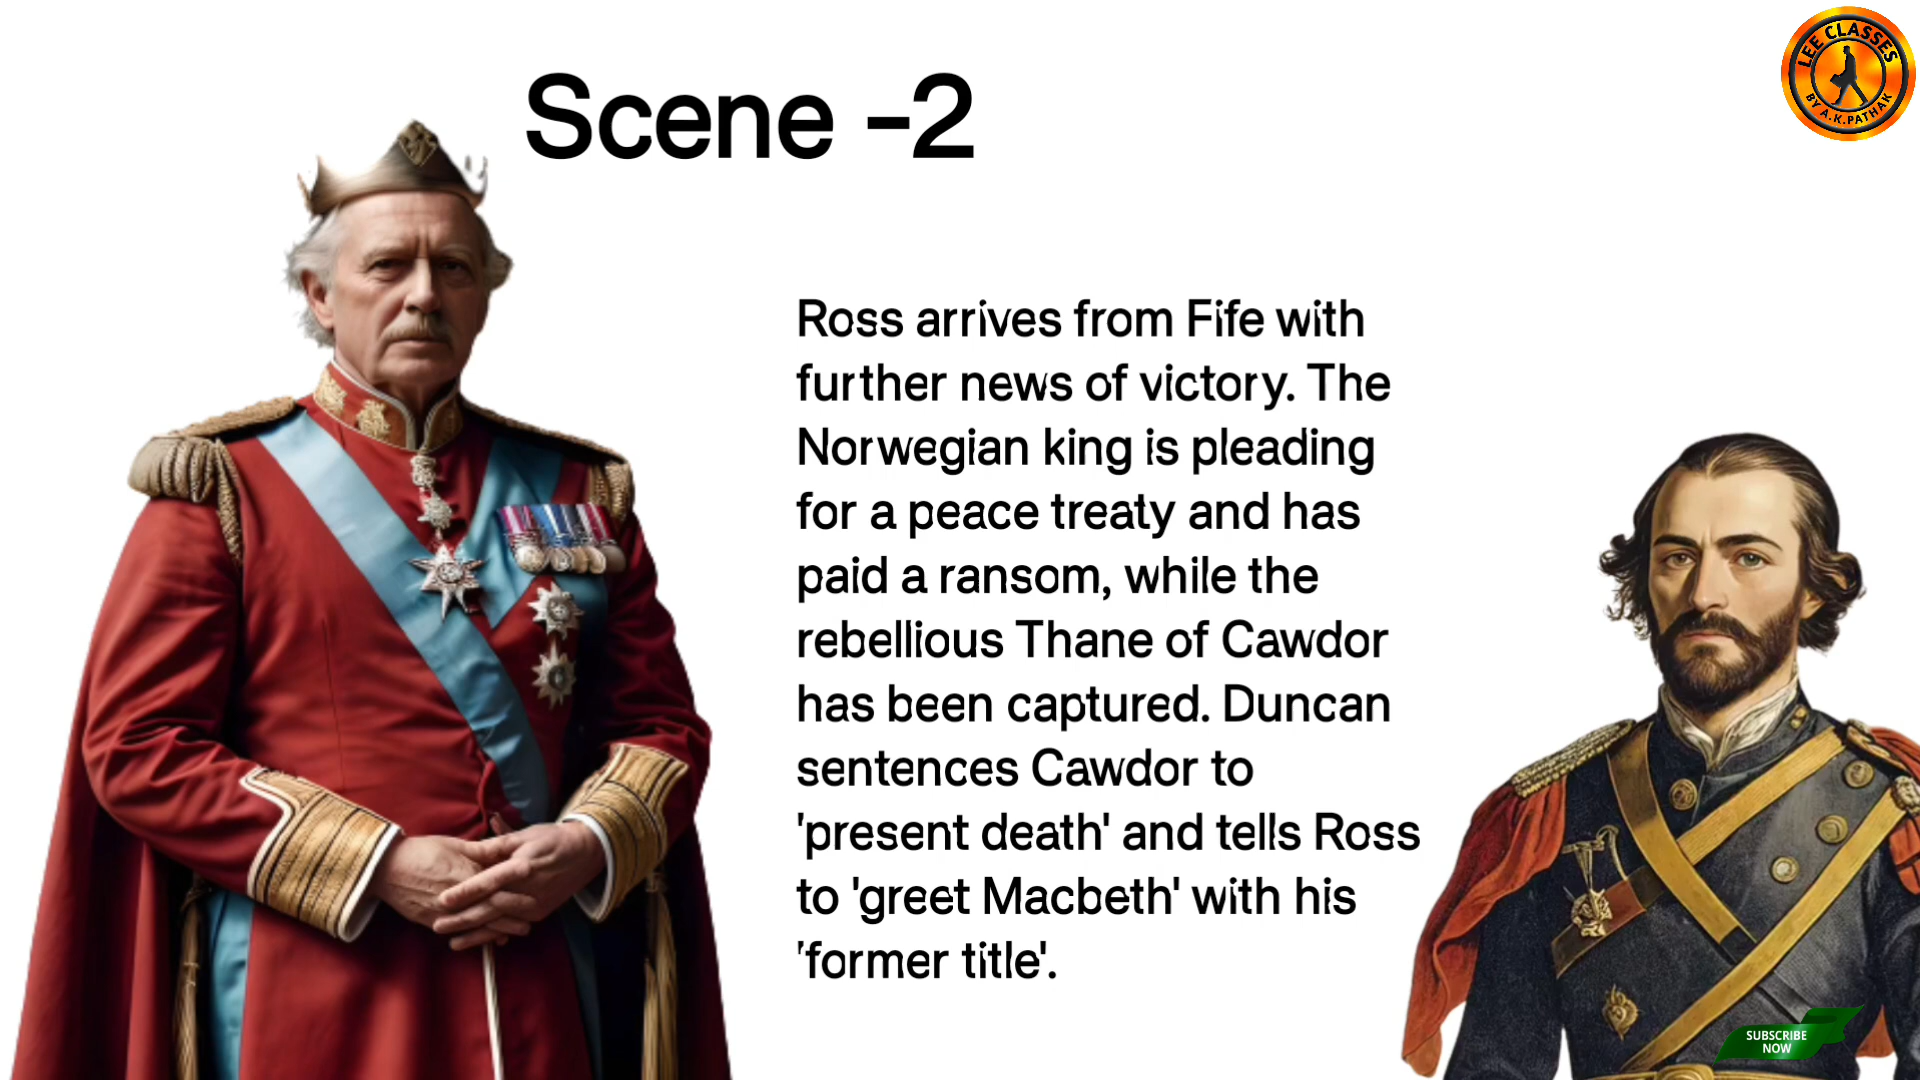 Scene -2
LEE CLASSES
BY A.K.PATHAK
Ross arrives from Fife with
further news of victory. The
Norwegian king is pleading
for a peace treaty and has
paid a ransom, while the
rebellious Thane of Cawdor
has been captured. Duncan
sentences Cawdor to
'present death' and tells Ross
to 'greet Macbeth' with his
'former title'.
SUBSCRIBE
NOW